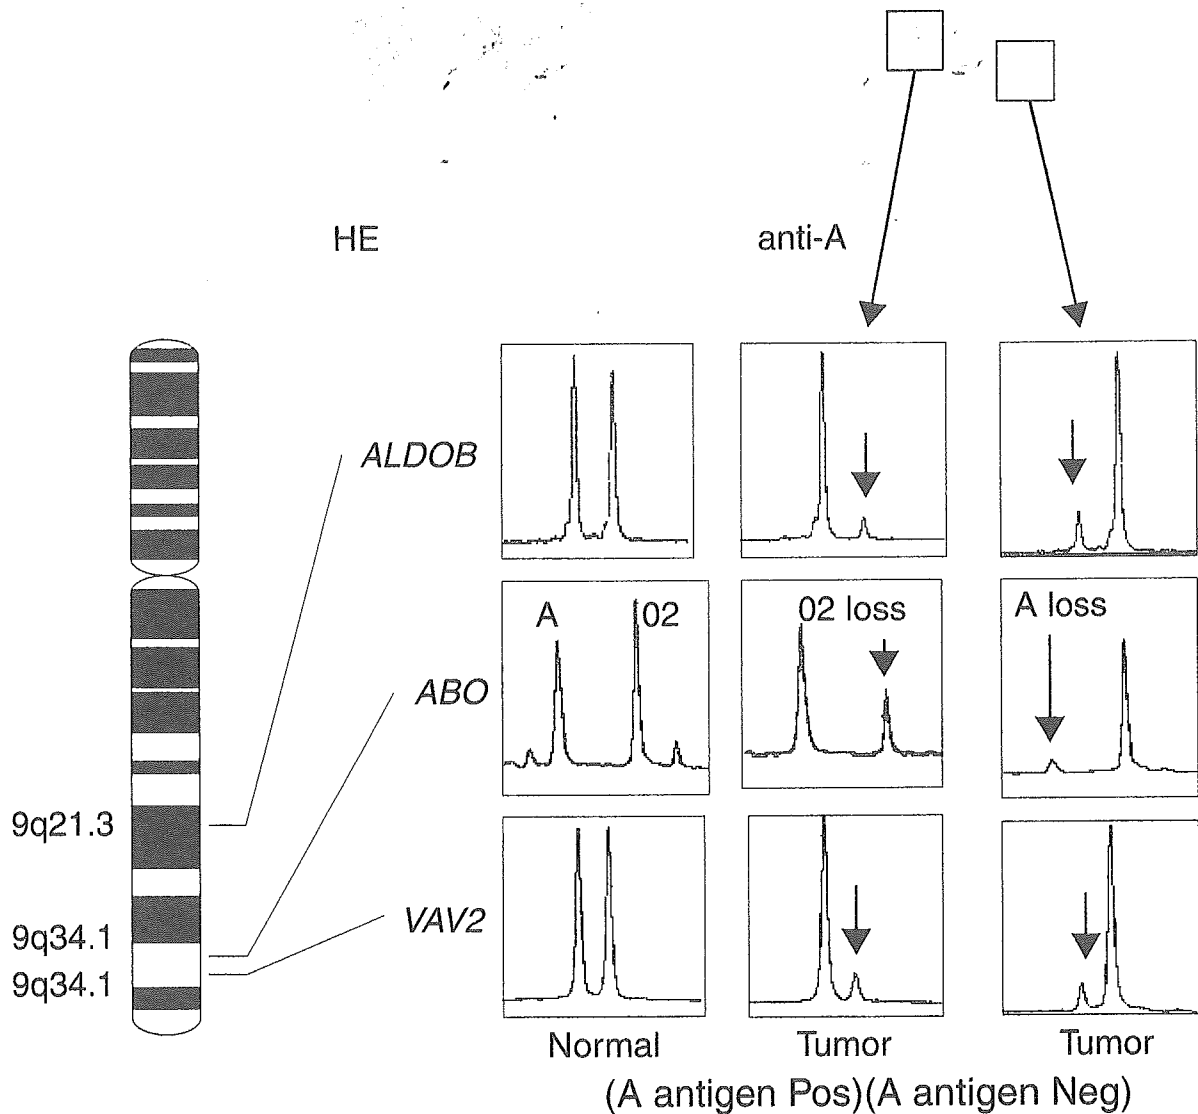 HE
anti-A
ALDOB
A
02
02 loss
A loss
ABO
9q21.3
VAV2
9q34.1
9q34.1
Normal
Tumor
Tumor
(A antigen Pos)(A antigen Neg)